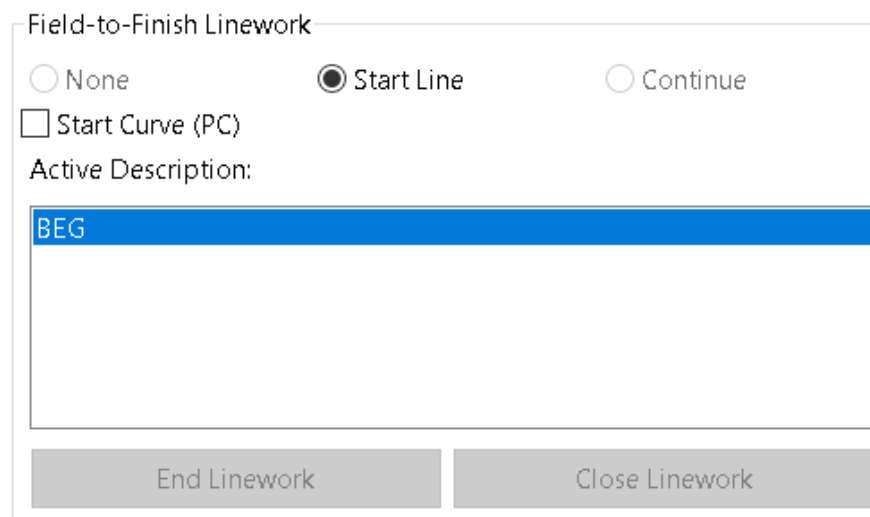 Field-to-Finish Linework
None Start Line Continue
Start Curve (PC)
Active Description:
BEG
End Linework Close Linework